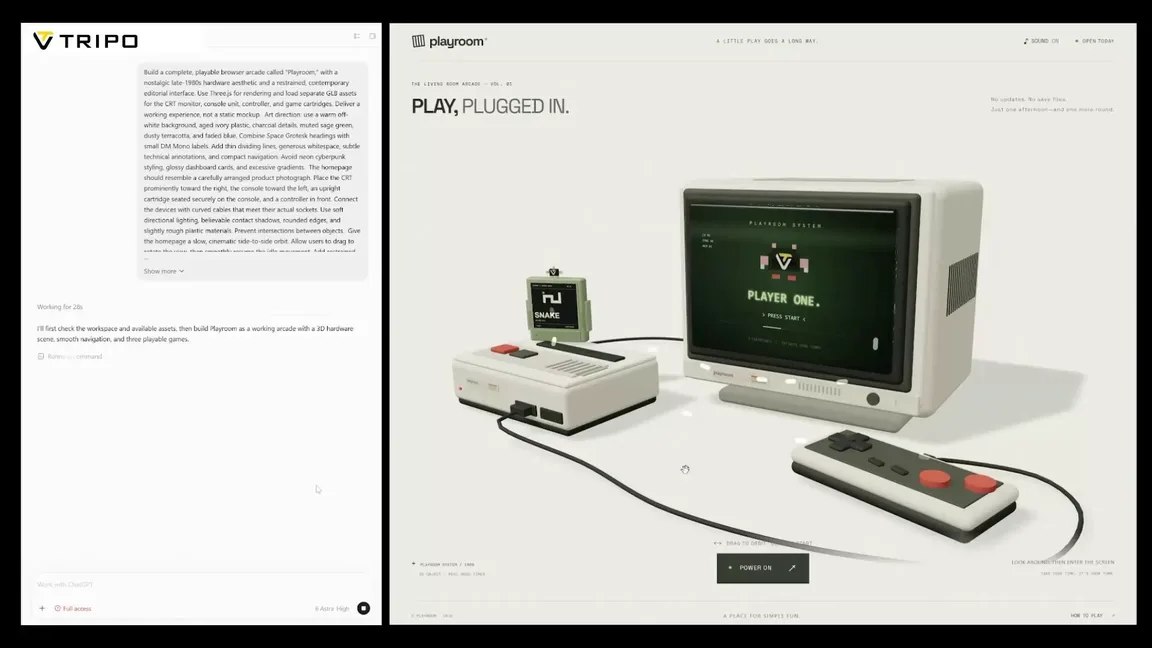 TRIPO
Build a complete, playable browser arcade called "Playroom," with a
nostalgic late-1980s hardware aesthetic and a restrained, contemporary
editorial interface. Use Three.js for rendering and load separate GLB assets
for the CRT monitor, console unit, controller, and game cartridges. Deliver a
working experience, not a static mockup. Art direction: use a warm off-
white background, aged ivory plastic, charcoal details, muted sage green,
dusty terracotta, and faded blue. Combine Space Grotesk headings with
small DM Mono labels. Add thin dividing lines, generous whitespace, subtle
technical annotations, and compact navigation. Avoid neon cyberpunk
styling, glossy dashboard cards, and excessive gradients. The homepage
should resemble a carefully arranged product photograph. Place the CRT
prominently toward the right, the console toward the left, an upright
cartridge seated securely on the console, and a controller in front. Connect
the devices with curved cables that meet their actual sockets. Use soft
directional lighting, believable contact shadows, rounded edges, and
slightly rough plastic materials. Prevent intersections between objects. Give
the homepage a slow, cinematic side-to-side orbit. Allow users to drag to
...
Show more
Working for 28s
I'll first check the workspace and available assets, then build Playroom as a working arcade with a 3D hardware
scene, smooth navigation, and three playable games.
Work with ChatGPT
+
Full access
High
playroom
A LITTLE PLAY GOES A LONG WAY.
SOUND ON
OPEN TODAY
THE LIVING ROOM ARCADE — VOL. 01
PLAY, PLUGGED IN.
No updates. No save files.
Just one afternoon—and one more round.
PLAYROOM SYSTEM
PLAYER ONE.
> PRESS START <
SNAKE
playroom
DRAG TO ORBIT
POWER ON
PLAYROOM SYSTEM
LOOK AROUND, THEN ENTER THE SCREEN
© PLAYROOM
A PLACE FOR SIMPLE FUN
HOW TO PLAY